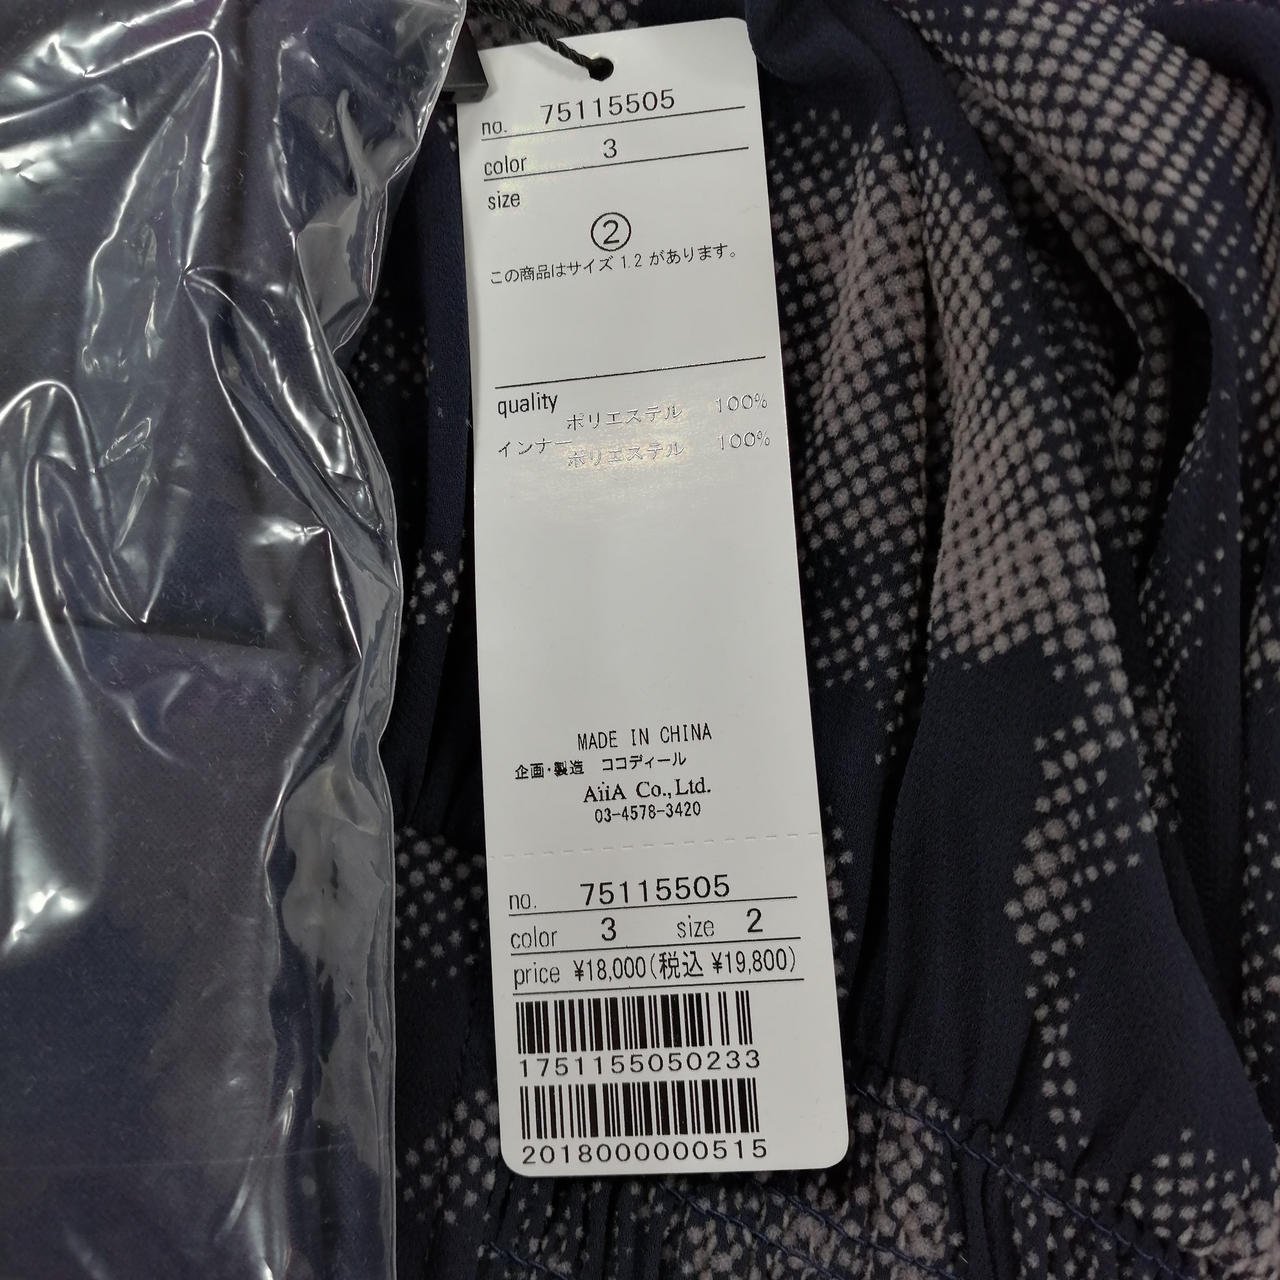 no. 75115505
color 3
size
②
この商品はサイズ 1.2 があります。
quality
ポリエステル 100%
インナー
ポリエステル 100%
MADE IN CHINA
企画・製造 ココディール
AiiA Co.,Ltd.
03-4578-3420
no. 75115505
color 3 size 2
price ¥18,000(税込 ¥19,800)
1751155050233
2018000000515